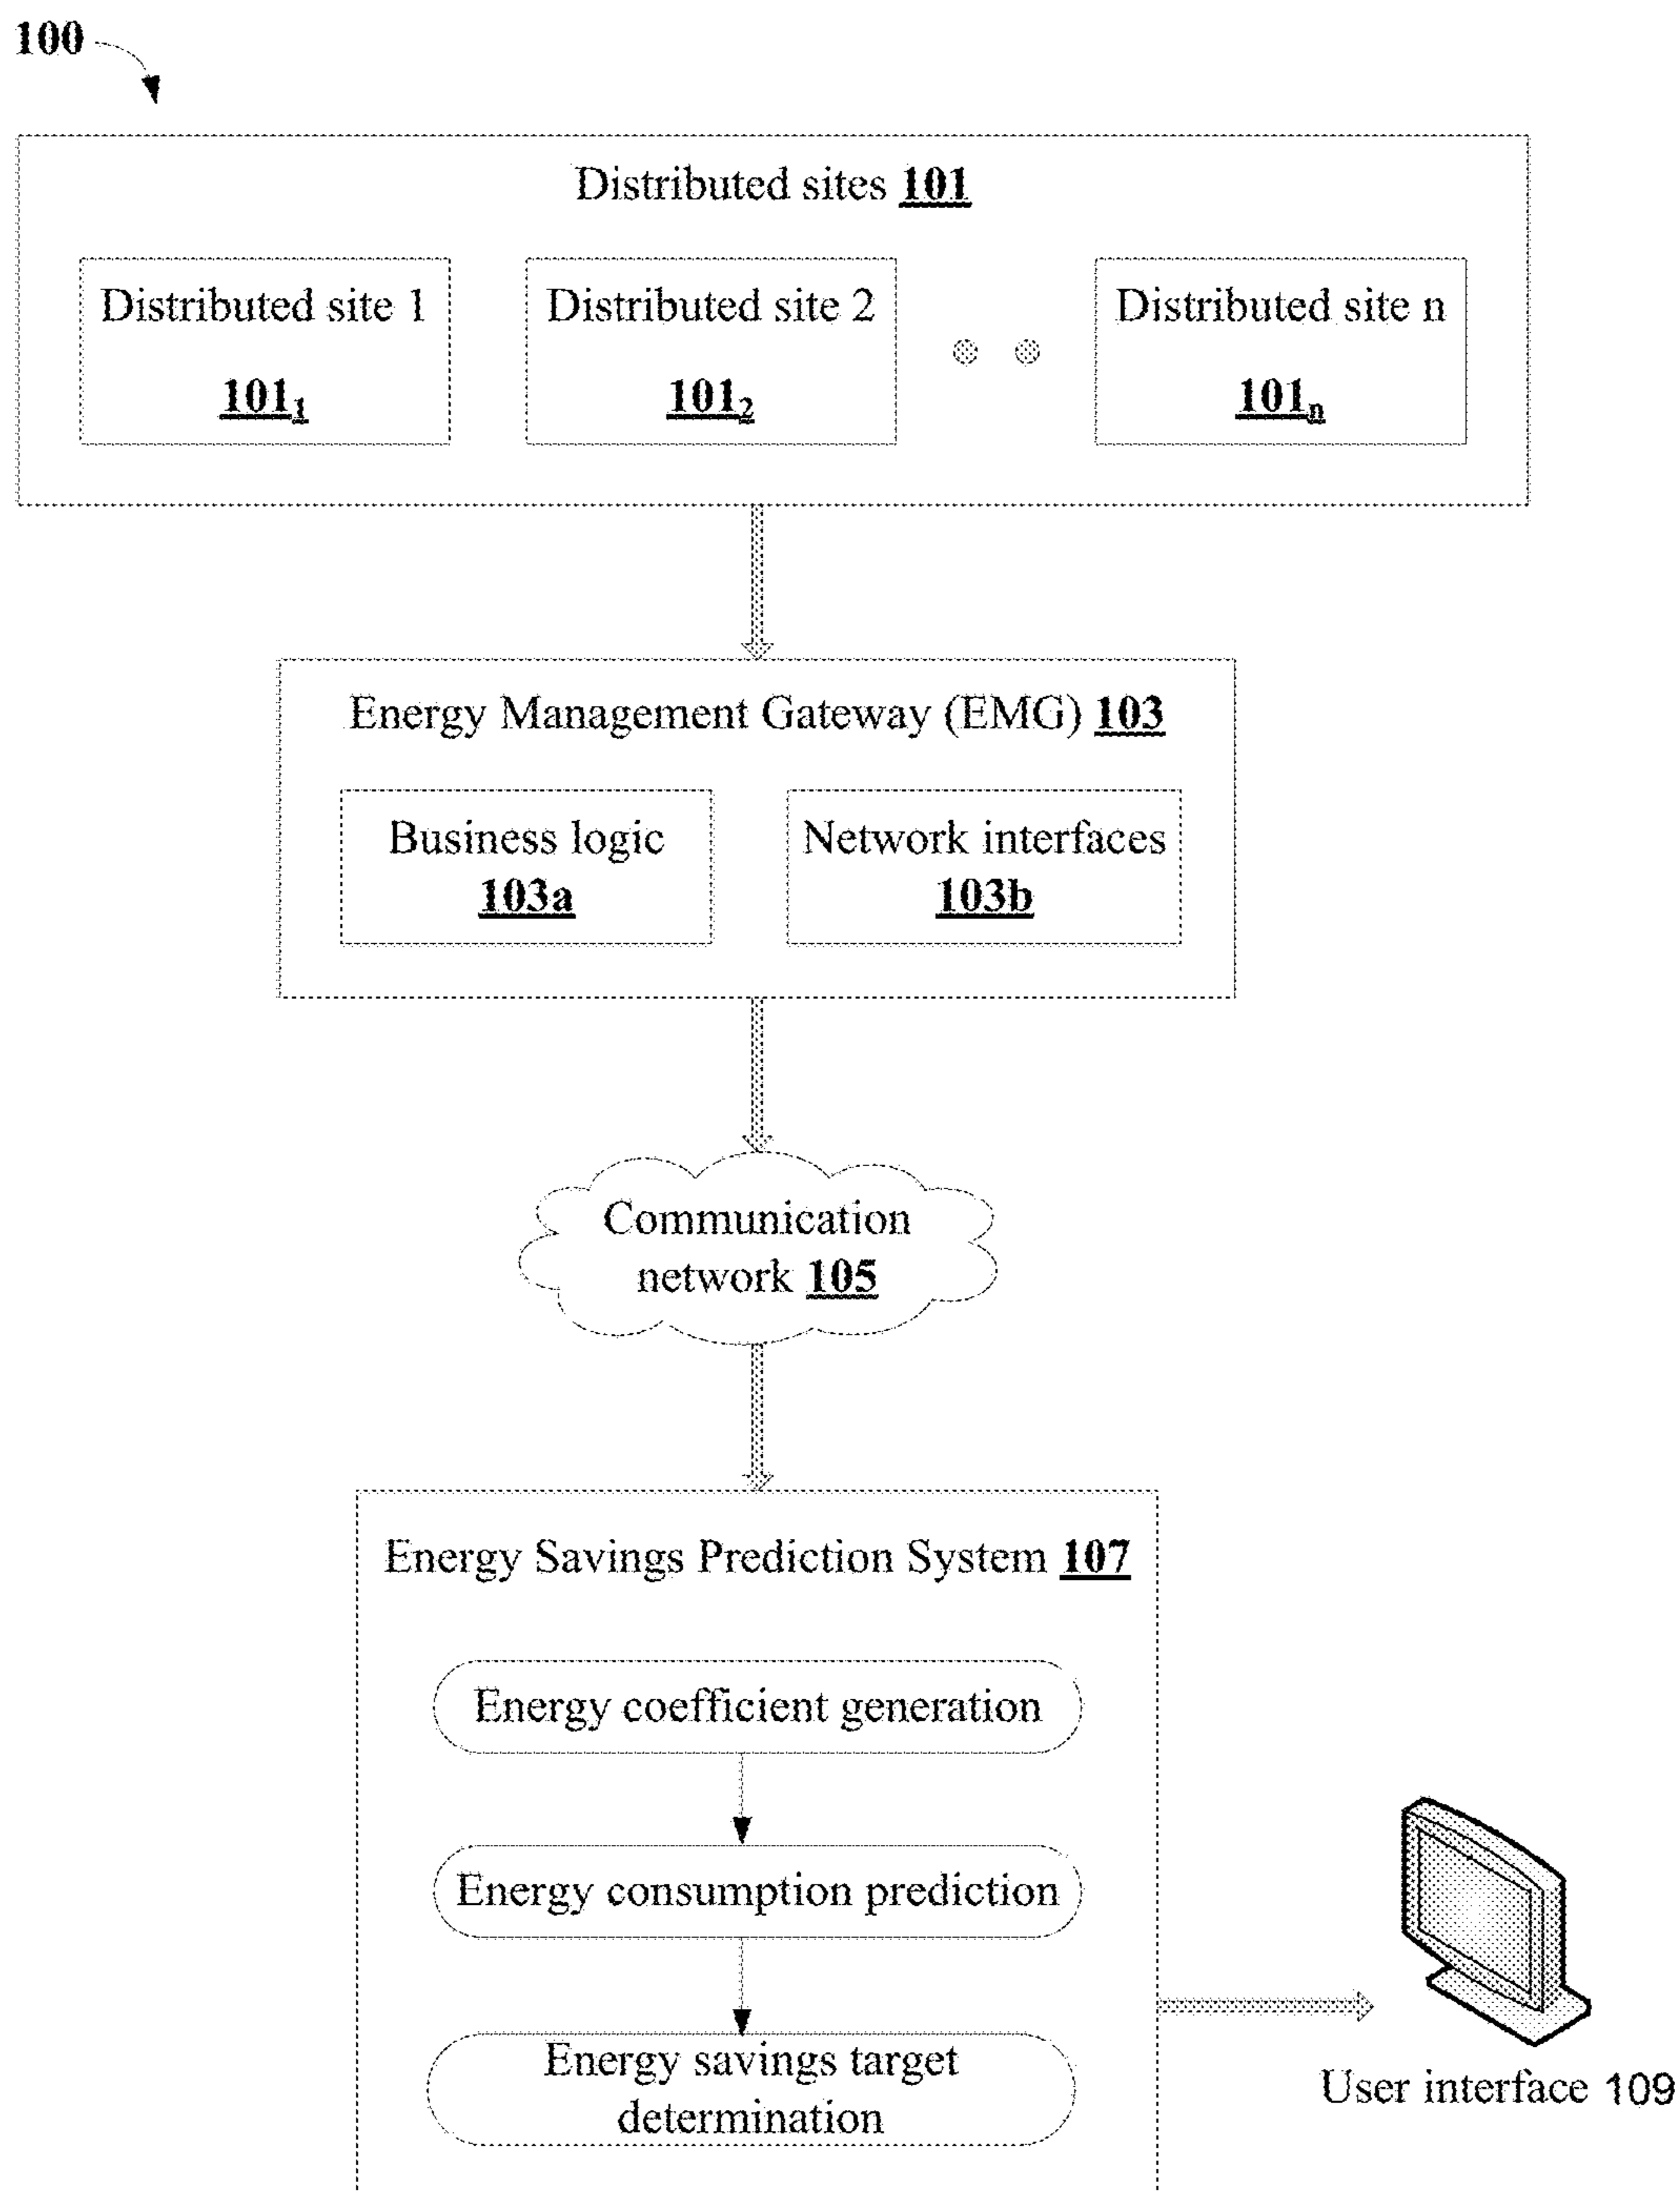 100
Distributed sites 101
Distributed site 1
101₁
Distributed site 2
101₂
Distributed site n
101ₙ
Energy Management Gateway (EMG) 103
Business logic
103a
Network interfaces
103b
Communication
network 105
Energy Savings Prediction System 107
Energy coefficient generation
Energy consumption prediction
Energy savings target
determination
User interface 109